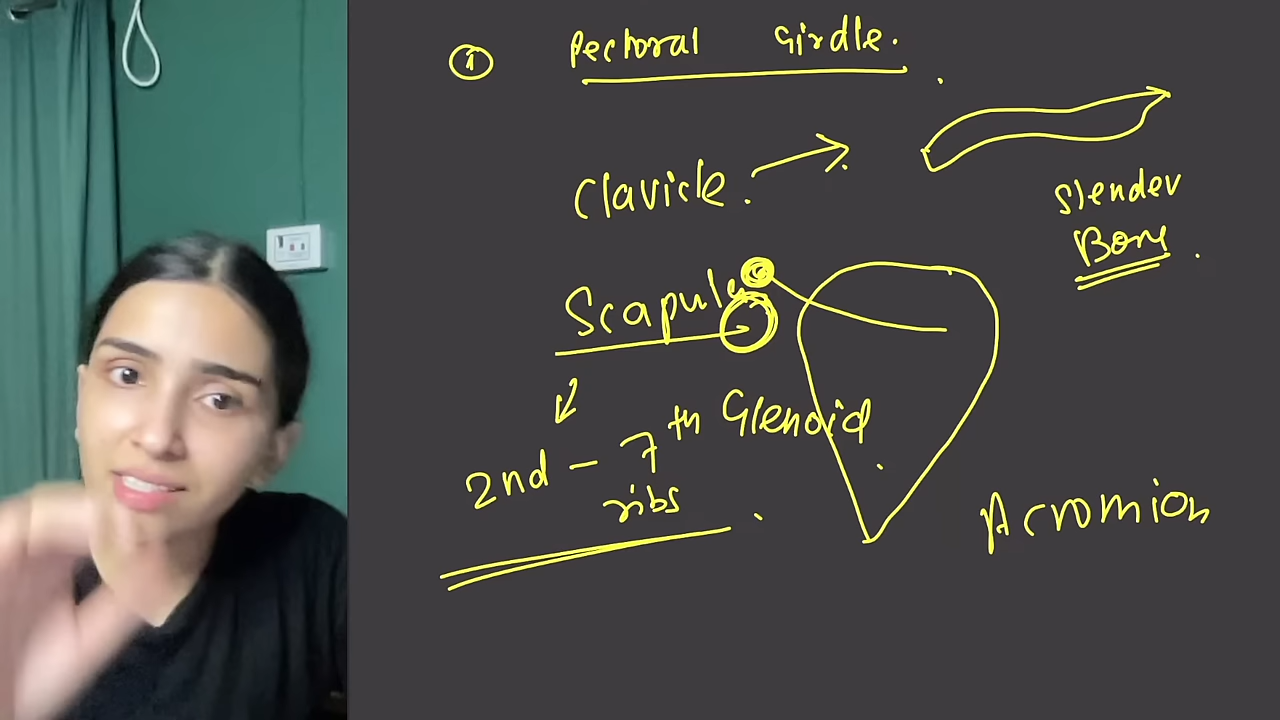 ① Pectoral Girdle.
Clavicle.
Slender
Bone
Scapula
2nd - 7th
ribs
Glenoid
Acromion